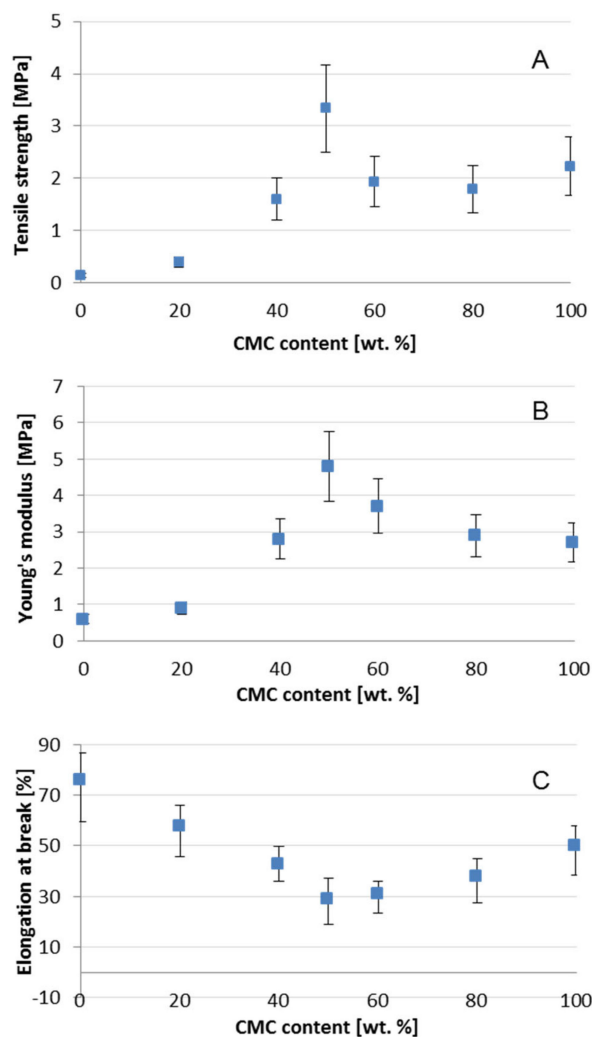 5
A
4
3
2
1
0
Tensile strength [MPa]
0 20 40 60 80 100
CMC content [wt. %]
7
B
6
5
4
3
2
1
0
Young's modulus [MPa]
0 20 40 60 80 100
CMC content [wt. %]
90
C
70
50
30
10
-10
Elongation at break [%]
0 20 40 60 80 100
CMC content [wt. %]